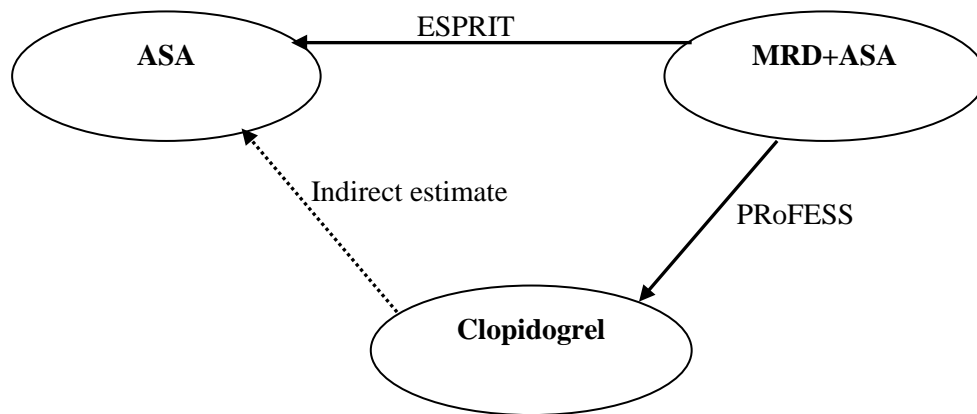 ESPRIT
ASA
MRD+ASA
Indirect estimate
PRoFESS
Clopidogrel